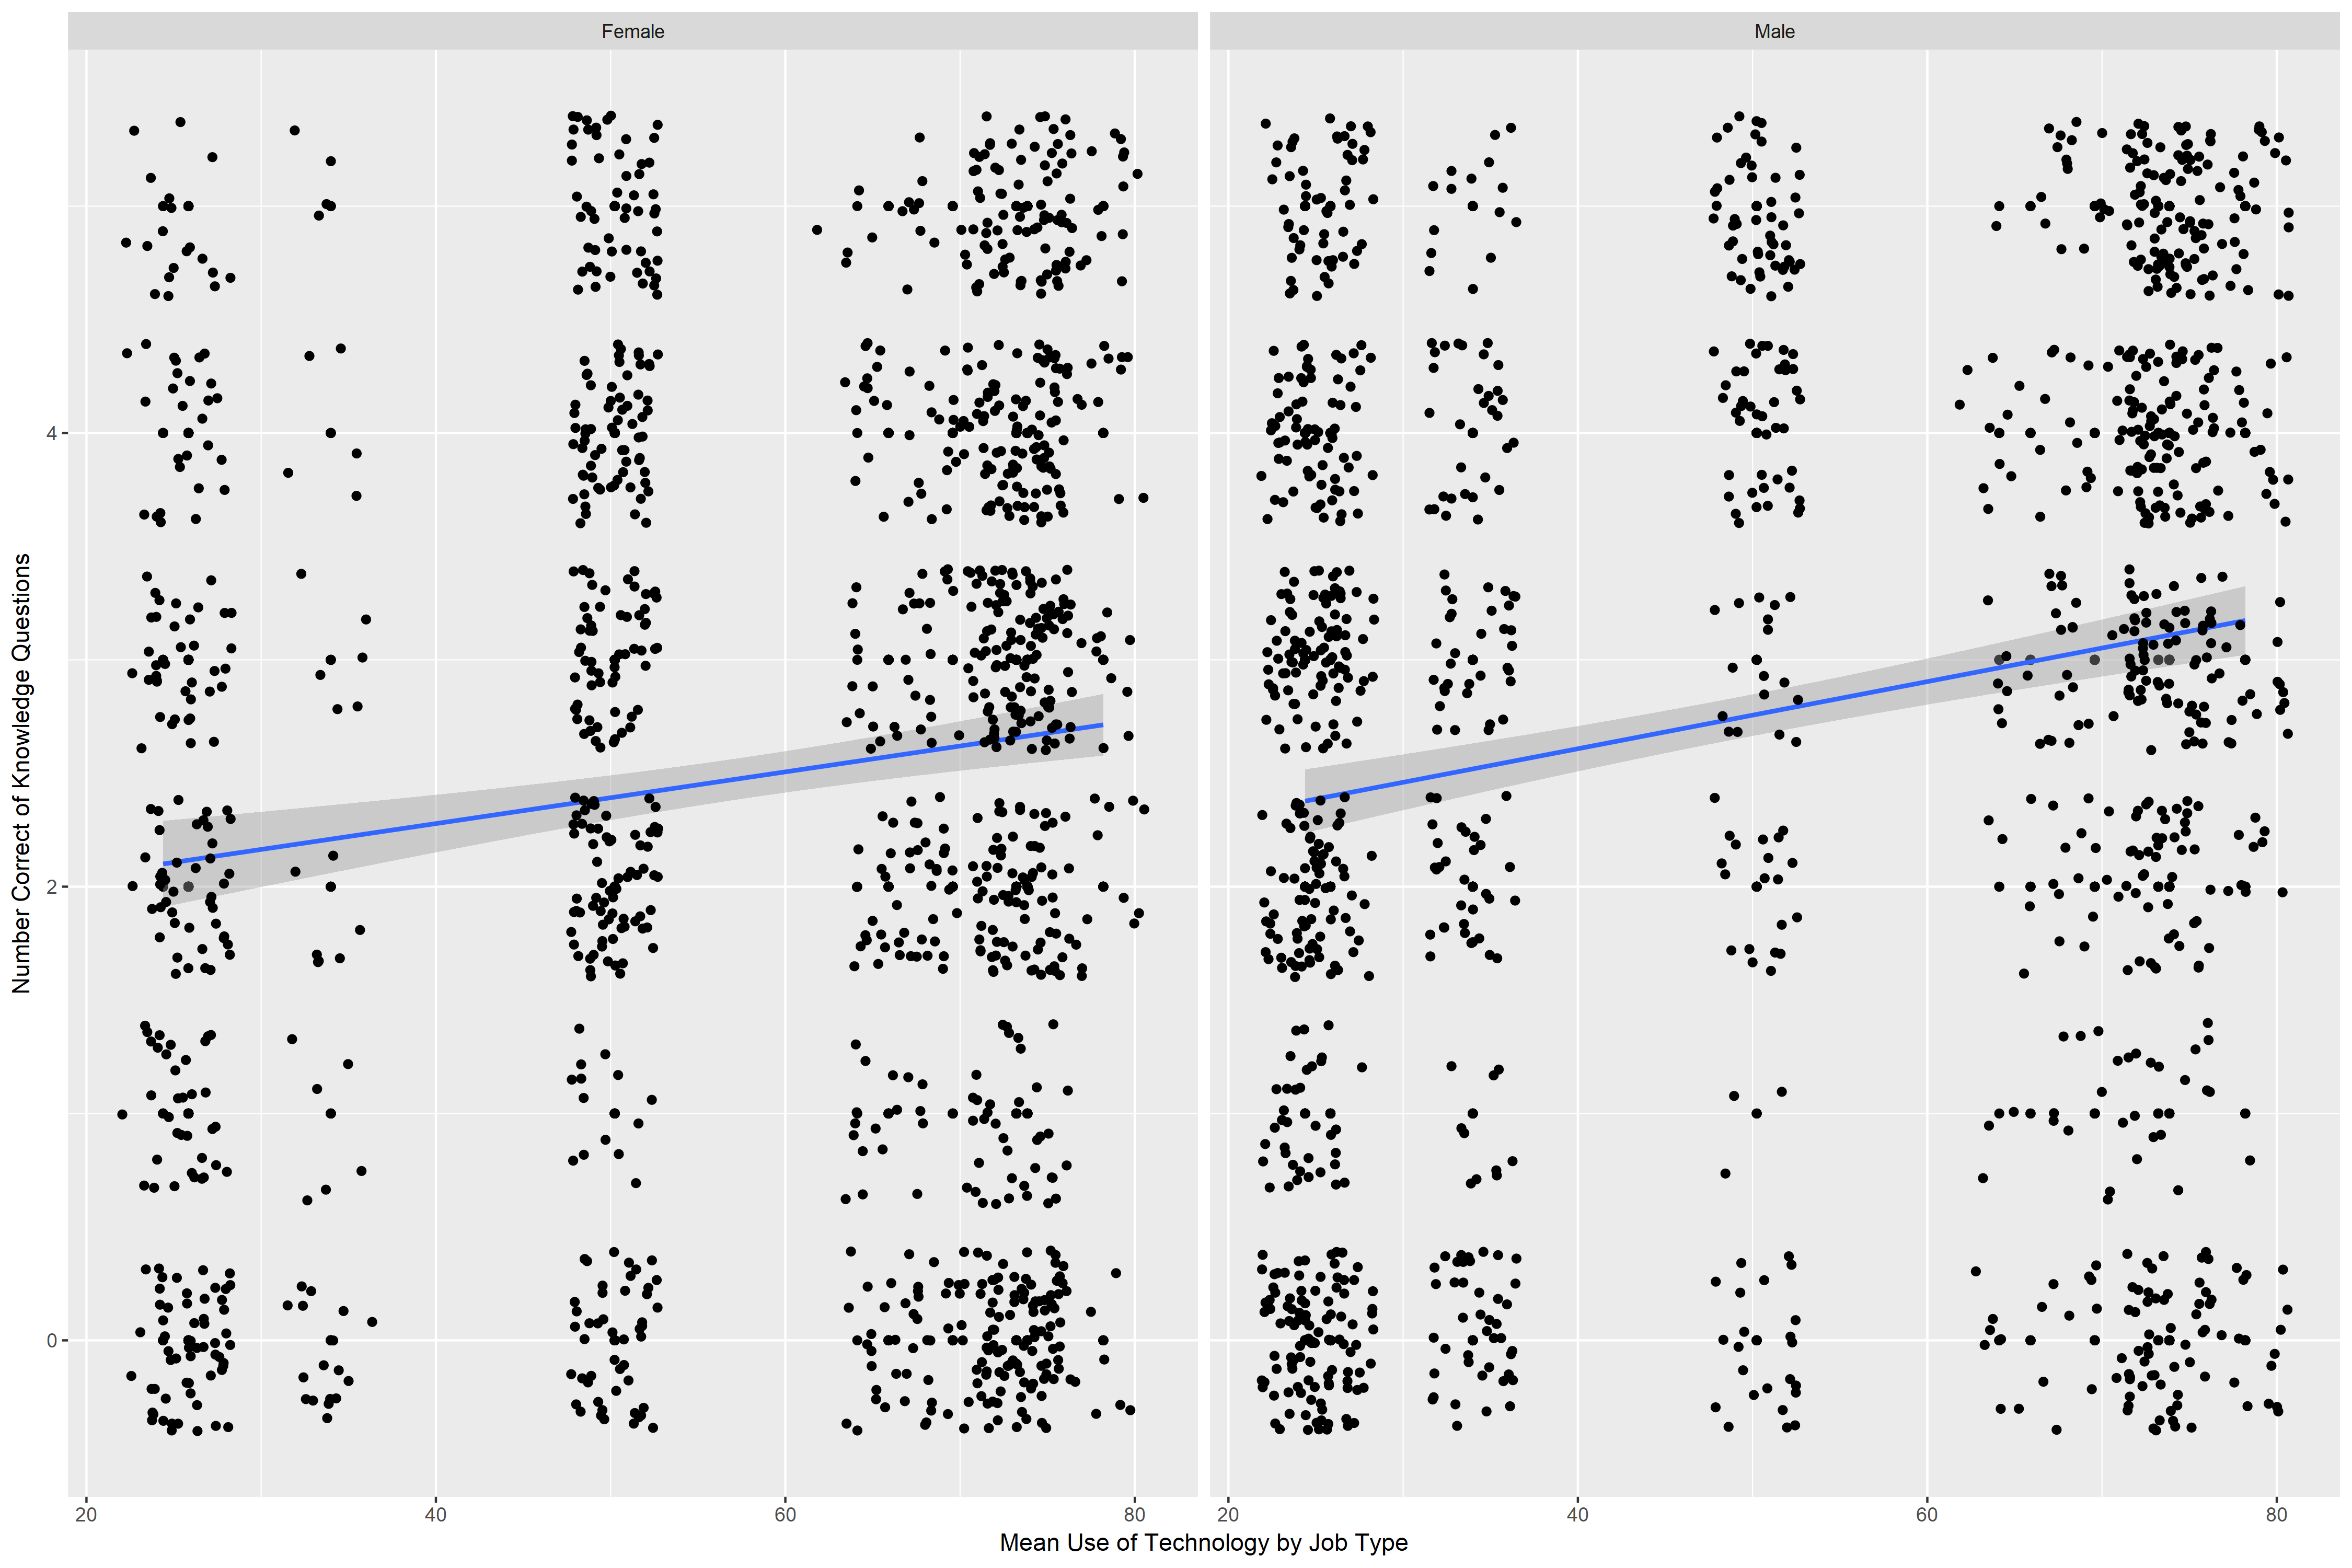 Female Male
Number Correct of Knowledge Questions
4
2
0
20 40 60 80 20 40 60 80
Mean Use of Technology by Job Type